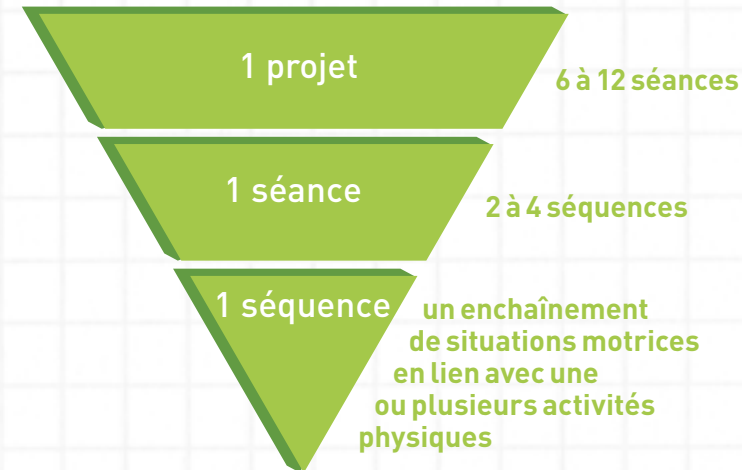 1 projet
6 à 12 séances
1 séance
2 à 4 séquences
1 séquence
un enchaînement
de situations motrices
en lien avec une
ou plusieurs activités
physiques